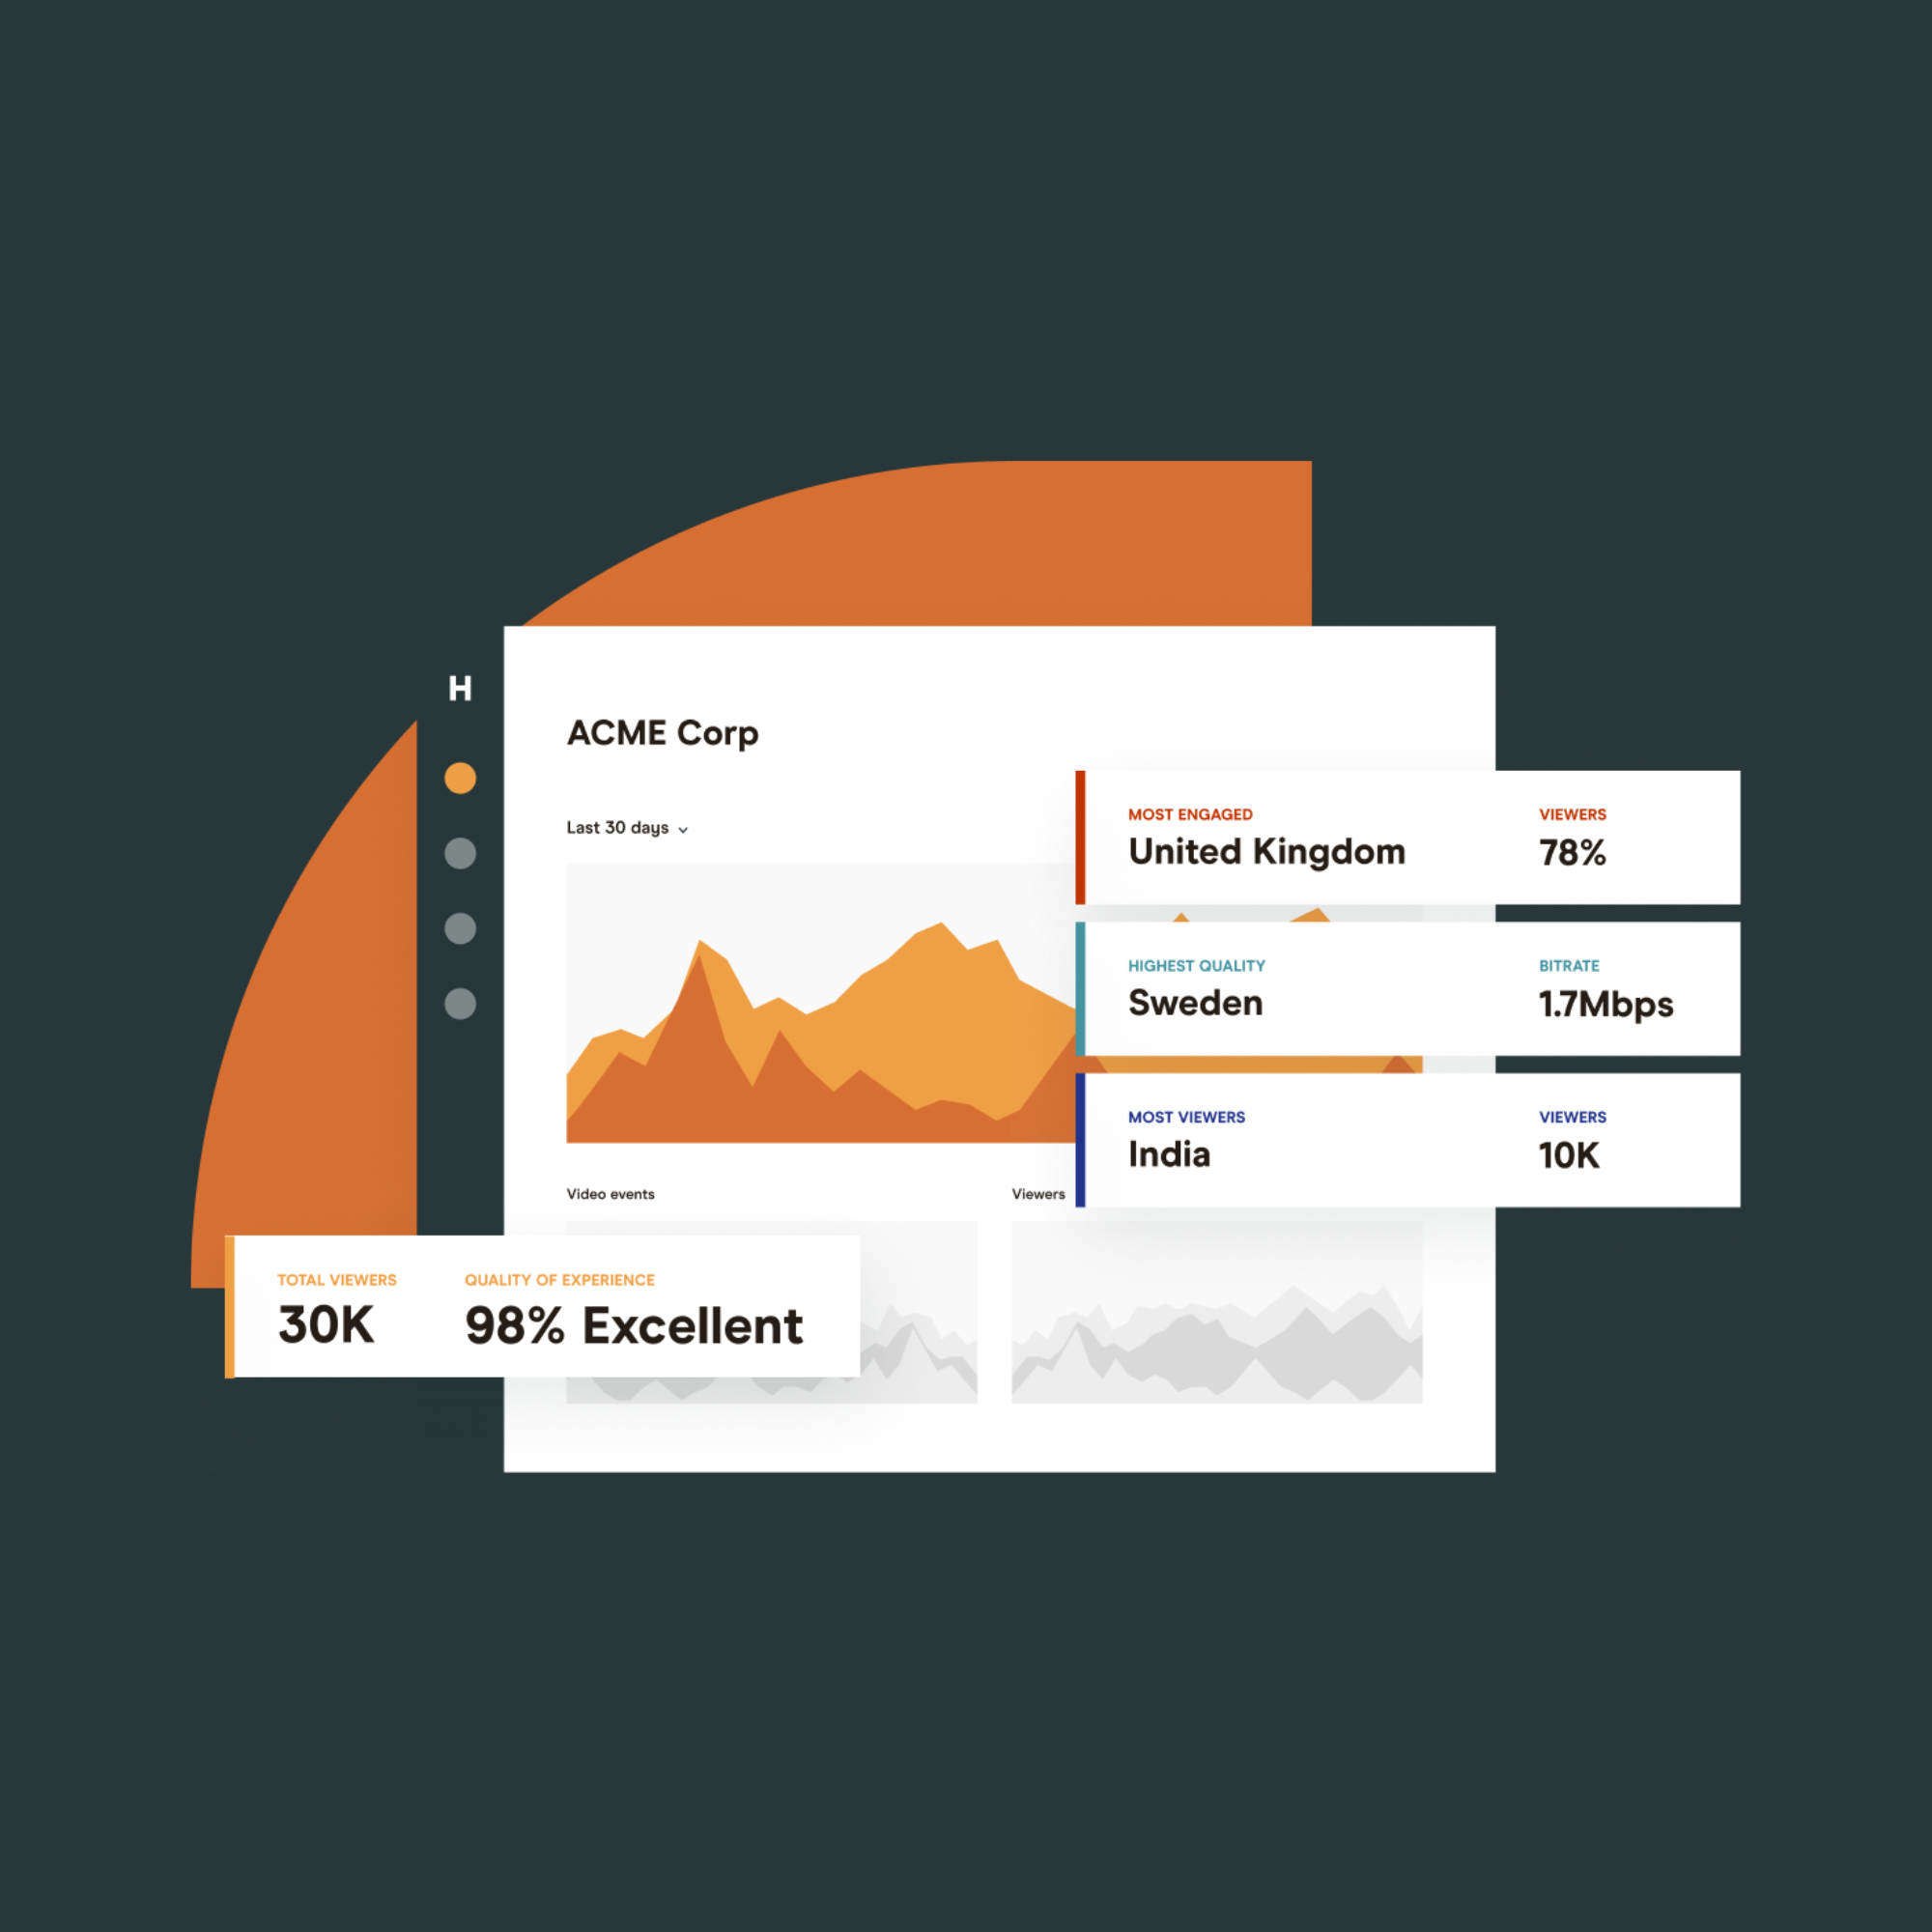 H
ACME Corp
Last 30 days
MOST ENGAGED VIEWERS
United Kingdom 78%
HIGHEST QUALITY BITRATE
Sweden 1.7Mbps
MOST VIEWERS VIEWERS
India 10K
Video events Viewers
TOTAL VIEWERS QUALITY OF EXPERIENCE
30K 98% Excellent